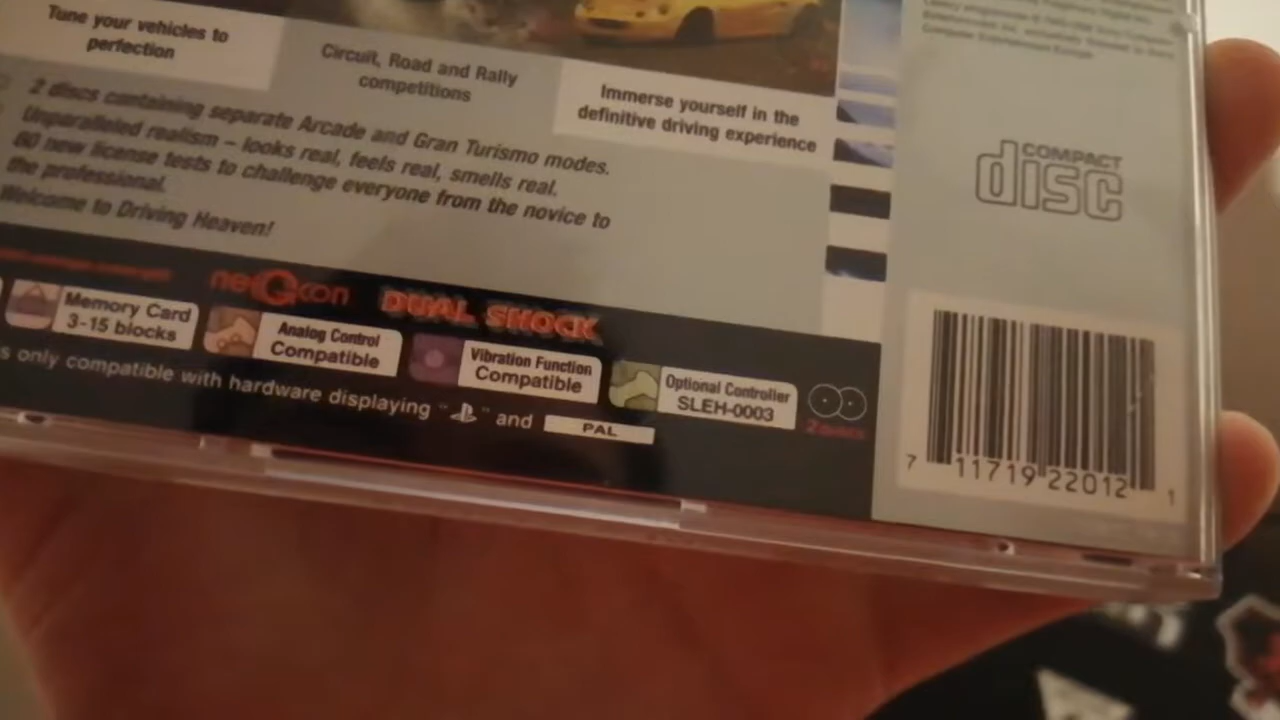 Tune your vehicles to
perfection
Circuit, Road and Rally
competitions
Immerse yourself in the
definitive driving experience
2 discs containing separate Arcade and Gran Turismo modes.
Unparalleled realism – looks real, feels real, smells real.
60 new license tests to challenge everyone from the novice to
the professional.
Welcome to Driving Heaven!
COMPACT
disc
neGcon
DUAL SHOCK
Memory Card
3-15 blocks
Analog Control
Compatible
Vibration Function
Compatible
Optional Controller
SLEH-0003
s only compatible with hardware displaying " " and PAL
7 11719 22012 1